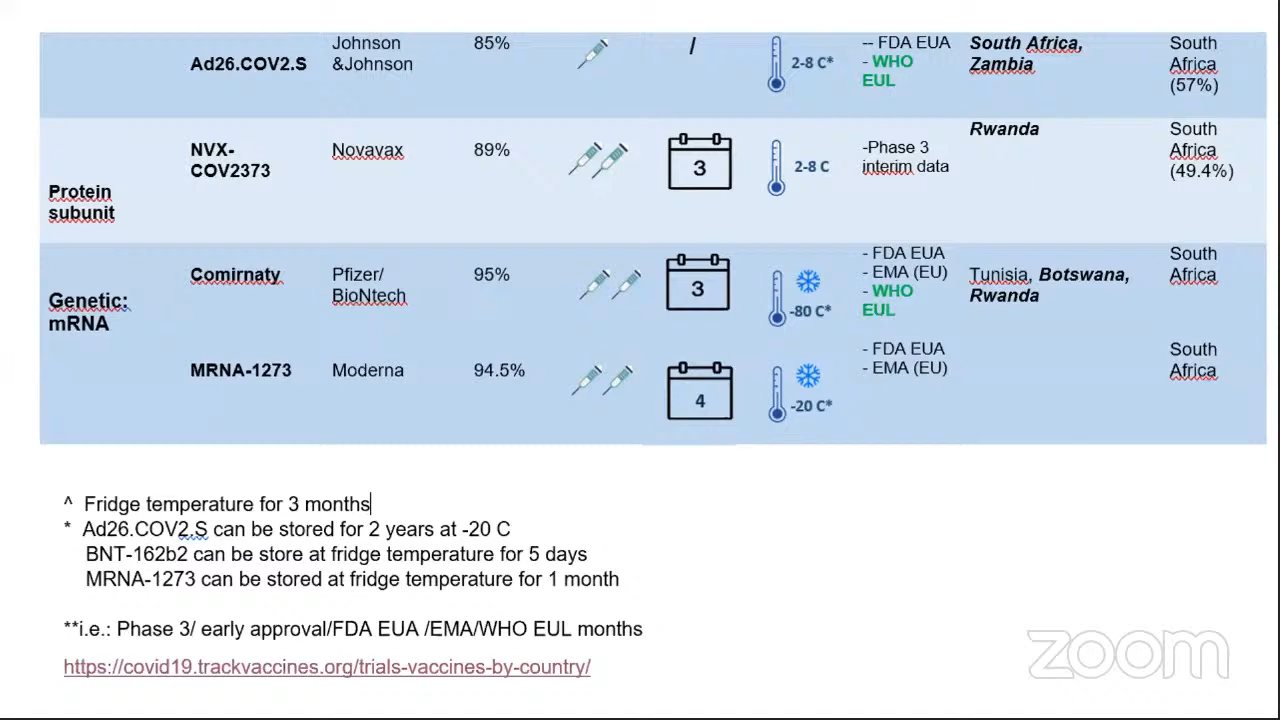 Ad26.COV2.S
Johnson
&Johnson
85%
/
2-8 C*
-- FDA EUA
- WHO
EUL
South Africa,
Zambia
South
Africa
(57%)
Protein
subunit
NVX-
COV2373
Novavax
89%
3
2-8 C
-Phase 3
interim data
Rwanda
South
Africa
(49.4%)
Genetic:
mRNA
Comirnaty
Pfizer/
BioNtech
95%
3
-80 C*
- FDA EUA
- EMA (EU)
- WHO
EUL
Tunisia, Botswana,
Rwanda
South
Africa
MRNA-1273
Moderna
94.5%
4
-20 C*
- FDA EUA
- EMA (EU)
South
Africa
^ Fridge temperature for 3 months
* Ad26.COV2.S can be stored for 2 years at -20 C
BNT-162b2 can be store at fridge temperature for 5 days
MRNA-1273 can be stored at fridge temperature for 1 month
**i.e.: Phase 3/ early approval/FDA EUA /EMA/WHO EUL months
https://covid19.trackvaccines.org/trials-vaccines-by-country/
zoom